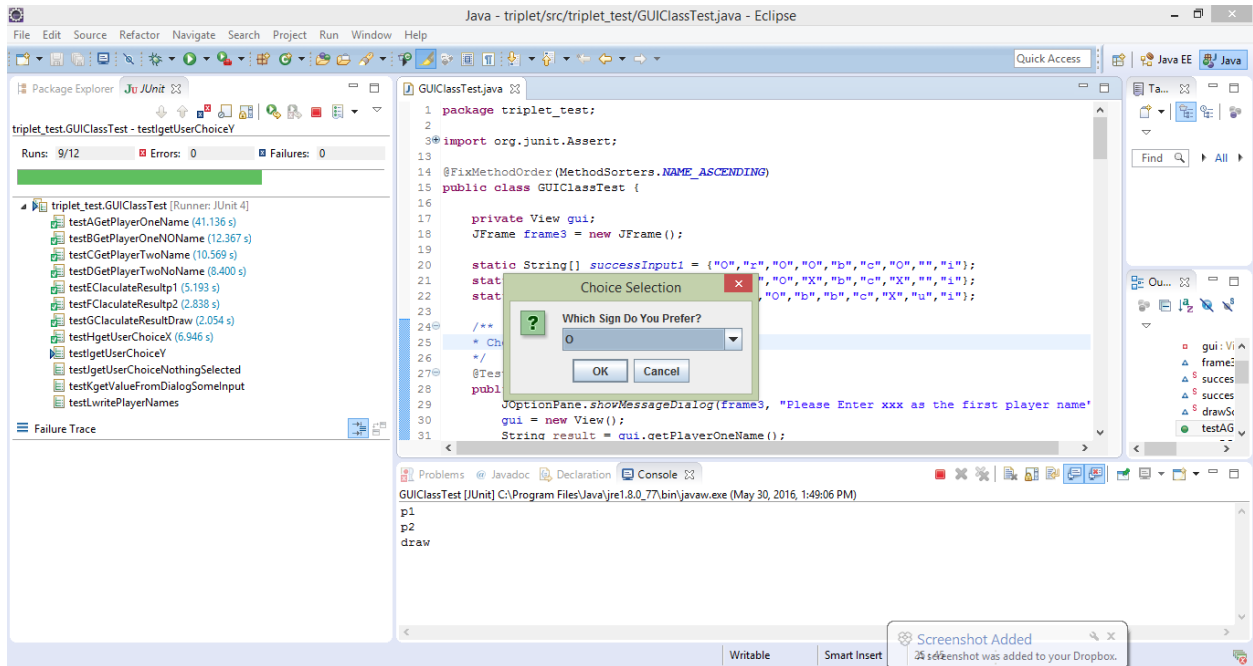 Java - triplet/src/triplet_test/GUIClassTest.java - Eclipse
File Edit Source Refactor Navigate Search Project Run Window Help
Quick Access
Java EE
Java
Package Explorer
JUnit
triplet_test.GUIClassTest - testIgetUserChoiceY
Runs: 9/12
Errors: 0
Failures: 0
triplet_test.GUIClassTest [Runner: JUnit 4]
testAGetPlayerOneName (41.136 s)
testBGetPlayerOneNOName (12.367 s)
testCGetPlayerTwoName (10.569 s)
testDGetPlayerTwoNoName (8.400 s)
testEClaculateResultp1 (5.193 s)
testFClaculateResultp2 (2.838 s)
testGClaculateResultDraw (2.054 s)
testHgetUserChoiceX (6.946 s)
testIgetUserChoiceY
testJgetUserChoiceNothingSelected
testKgetValueFromDialogSomeInput
testLwritePlayerNames
Failure Trace
GUIClassTest.java
1 package triplet_test;
2
3 import org.junit.Assert;
13
14 @FixMethodOrder(MethodSorters.NAME_ASCENDING)
15 public class GUIClassTest {
16
17 private View gui;
18 JFrame frame3 = new JFrame();
19
20 static String[] successInput1 = {"O","r","O","O","b","c","O","","i"};
21 stat ","O","X","b","c","X","","i"};
22 stat "O","b","b","c","X","u","i"};
23
24 /**
25 * Ch
26 */
27 @Tes
28 publ
29 JOptionPane.showMessageDialog(frame3, "Please Enter xxx as the first player name"
30 gui = new View();
31 String result = gui.getPlayerOneName();
Choice Selection
Which Sign Do You Prefer?
O
OK
Cancel
Ta...
Find
All
Ou...
gui : Vi
frame3
succes
succes
drawSc
testAG
Problems
@ Javadoc
Declaration
Console
GUIClassTest [JUnit] C:\Program Files\Java\jre1.8.0_77\bin\javaw.exe (May 30, 2016, 1:49:06 PM)
p1
p2
draw
Writable
Smart Insert
Screenshot Added
A screenshot was added to your Dropbox.